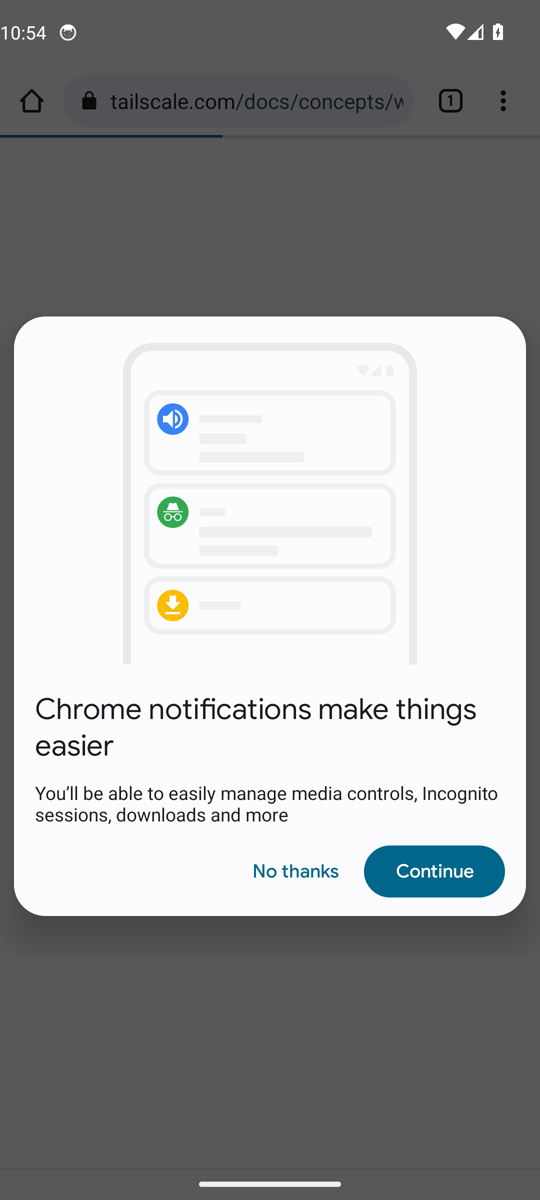 10:54
tailscale.com/docs/concepts/w
1
Chrome notifications make things
easier
You'll be able to easily manage media controls, Incognito
sessions, downloads and more
No thanks
Continue